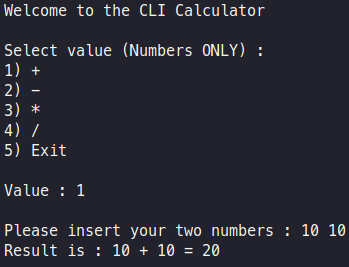 Welcome to the CLI Calculator
Select value (Numbers ONLY) :
1) +
2) -
3) *
4) /
5) Exit
Value : 1
Please insert your two numbers : 10 10
Result is : 10 + 10 = 20